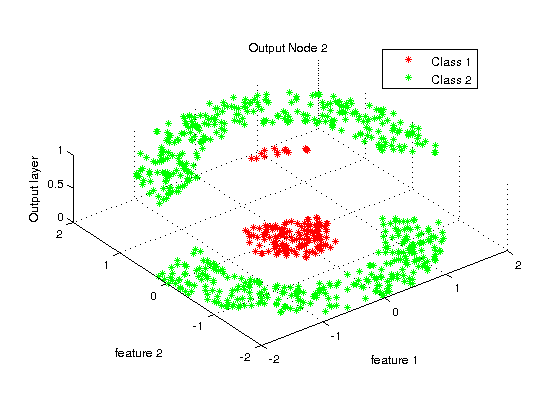 Output Node 2
Class 1
Class 2
Output layer
1
0.5
0
2
1
0
-1
-2
feature 2
-2
-1
0
1
2
feature 1